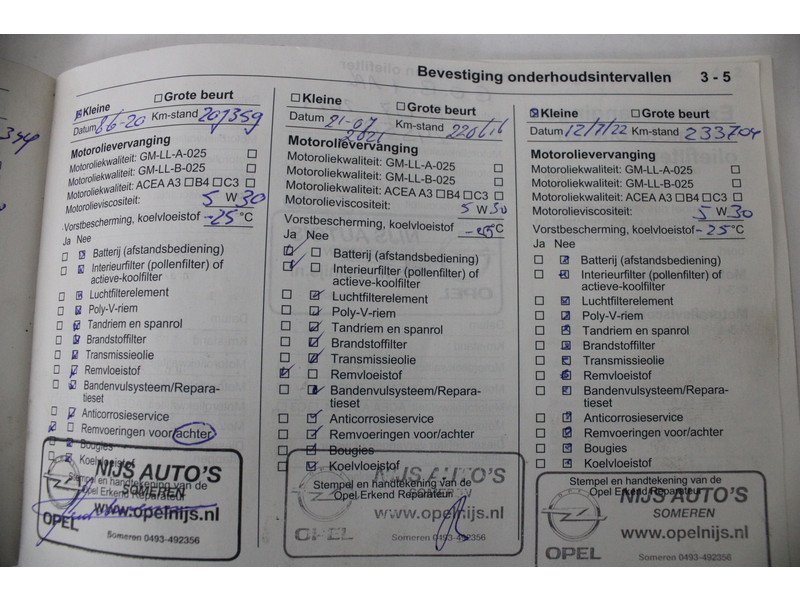 Bevestiging onderhoudsintervallen 3 - 5
Kleine Grote beurt
Datum 8-6-20 Km-stand 207359
Motorolievervanging
Motoroliekwaliteit: GM-LL-A-025
Motoroliekwaliteit: GM-LL-B-025
Motoroliekwaliteit: ACEA A3 B4 C3
Motorolieviscositeit: 5 W 30
Vorstbescherming, koelvloeistof -25 °C
Ja Nee
Batterij (afstandsbediening)
Interieurfilter (pollenfilter) of
actieve-koolfilter
Luchtfilterelement
Poly-V-riem
Tandriem en spanrol
Brandstoffilter
Transmissieolie
Remvloeistof
Bandenvulsysteem/Repara-
tieset
Anticorrosieservice
Remvoeringen voor/achter
Bougies
Koelvloeistof
Stempel en handtekening van de
Opel Erkend Reparateur
NIJS AUTO'S
SOMEREN
www.opelnijs.nl
OPEL
Someren 0493-492356
Kleine Grote beurt
Datum 21-07 2021 Km-stand
Motorolievervanging
Motoroliekwaliteit: GM-LL-A-025
Motoroliekwaliteit: GM-LL-B-025
Motoroliekwaliteit: ACEA A3 B4 C3
Motorolieviscositeit: 5 W 30
Vorstbescherming, koelvloeistof -25 °C
Ja Nee
Batterij (afstandsbediening)
Interieurfilter (pollenfilter) of
actieve-koolfilter
Luchtfilterelement
Poly-V-riem
Tandriem en spanrol
Brandstoffilter
Transmissieolie
Remvloeistof
Bandenvulsysteem/Repara-
tieset
Anticorrosieservice
Remvoeringen voor/achter
Bougies
Koelvloeistof
Stempel en handtekening van de
Opel Erkend Reparateur
NIJS AUTO'S
SOMEREN
www.opelnijs.nl
OPEL
Someren 0493-492356
Kleine Grote beurt
Datum 12/7/22 Km-stand 233704
Motorolievervanging
Motoroliekwaliteit: GM-LL-A-025
Motoroliekwaliteit: GM-LL-B-025
Motoroliekwaliteit: ACEA A3 B4 C3
Motorolieviscositeit: 5 W 30
Vorstbescherming, koelvloeistof -25 °C
Ja Nee
Batterij (afstandsbediening)
Interieurfilter (pollenfilter) of
actieve-koolfilter
Luchtfilterelement
Poly-V-riem
Tandriem en spanrol
Brandstoffilter
Transmissieolie
Remvloeistof
Bandenvulsysteem/Repara-
tieset
Anticorrosieservice
Remvoeringen voor/achter
Bougies
Koelvloeistof
Stempel en handtekening van de
Opel Erkend Reparateur
NIJS AUTO'S
SOMEREN
www.opelnijs.nl
OPEL
Someren 0493-492356